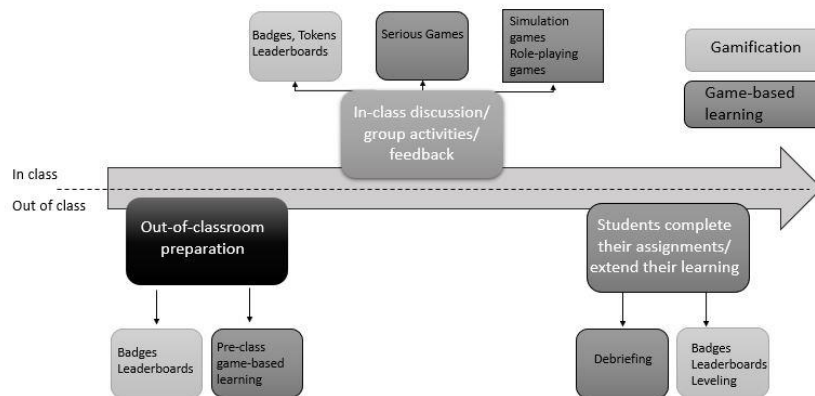 Badges, Tokens
Leaderboards
Serious Games
Simulation
games
Role-playing
games
Gamification
Game-based
learning
In-class discussion/
group activities/
feedback
In class
Out of class
Out-of-classroom
preparation
Students complete
their assignments/
extend their learning
Badges
Leaderboards
Pre-class
game-based
learning
Debriefing
Badges
Leaderboards
Leveling